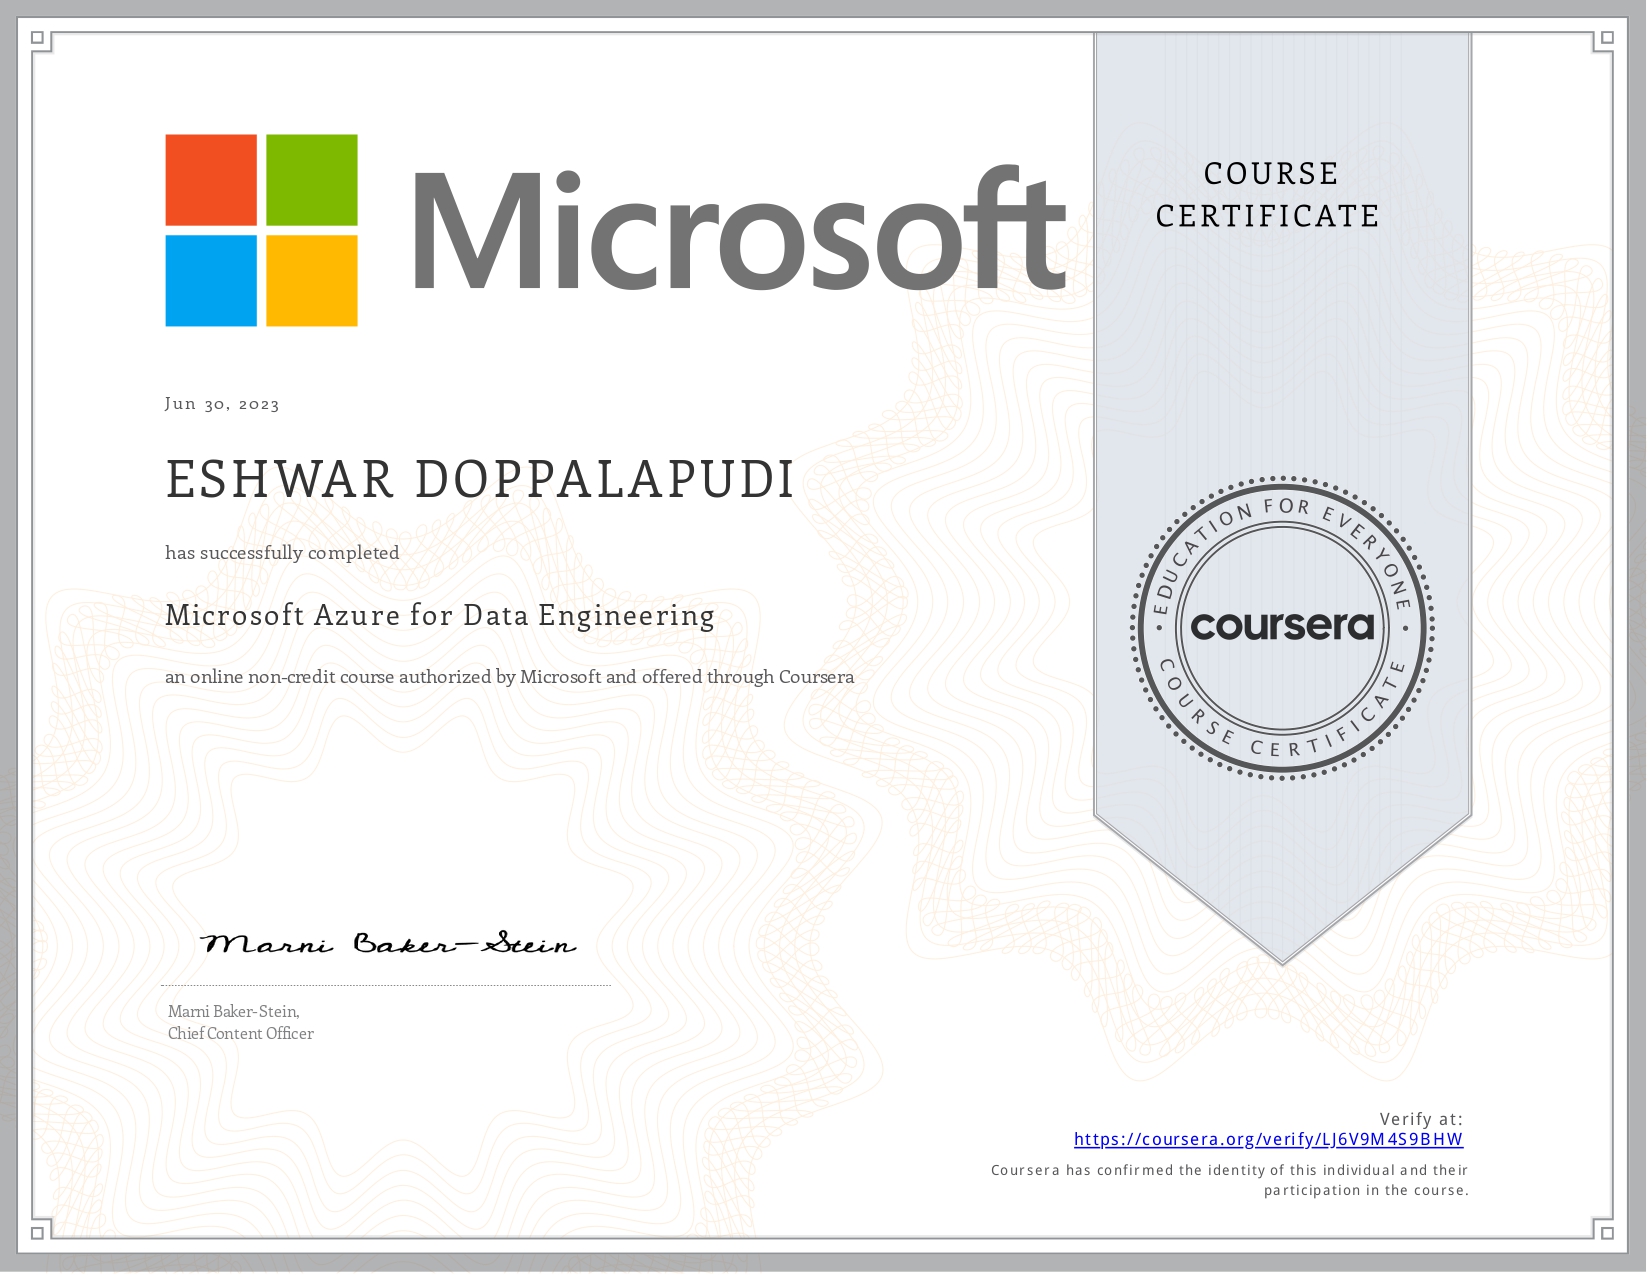 Microsoft
COURSE
CERTIFICATE
Jun 30, 2023
ESHWAR DOPPALAPUDI
has successfully completed
Microsoft Azure for Data Engineering
an online non-credit course authorized by Microsoft and offered through Coursera
EDUCATION FOR EVERYONE
coursera
COURSE CERTIFICATE
Marni Baker-Stein
Marni Baker-Stein,
Chief Content Officer
Verify at:
https://coursera.org/verify/LJ6V9M4S9BHW
Coursera has confirmed the identity of this individual and their
participation in the course.